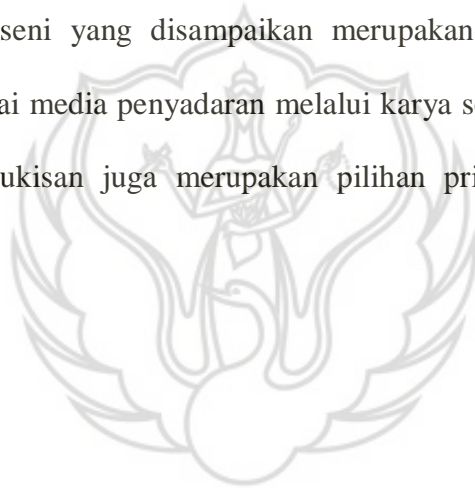 seni yang disampaikan merupakan
ai media penyadaran melalui karya s
ukisan juga merupakan pilihan pri